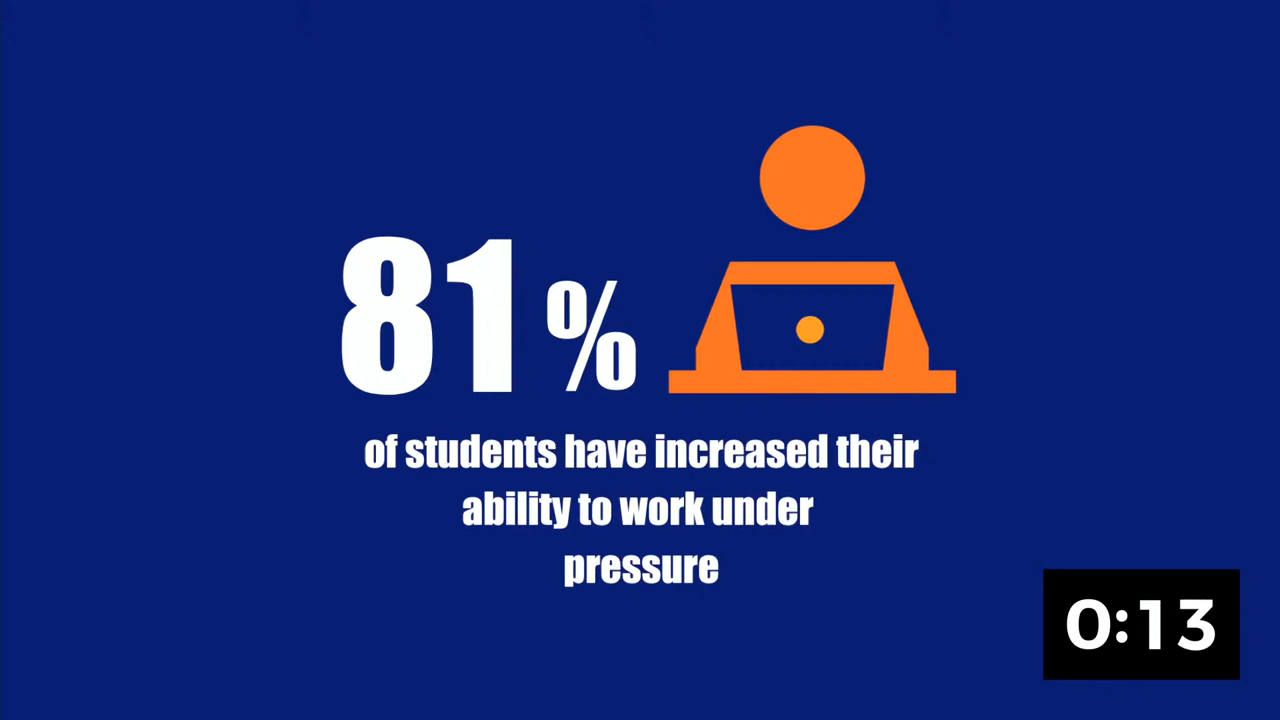 81 %
of students have increased their
ability to work under
pressure
0:13